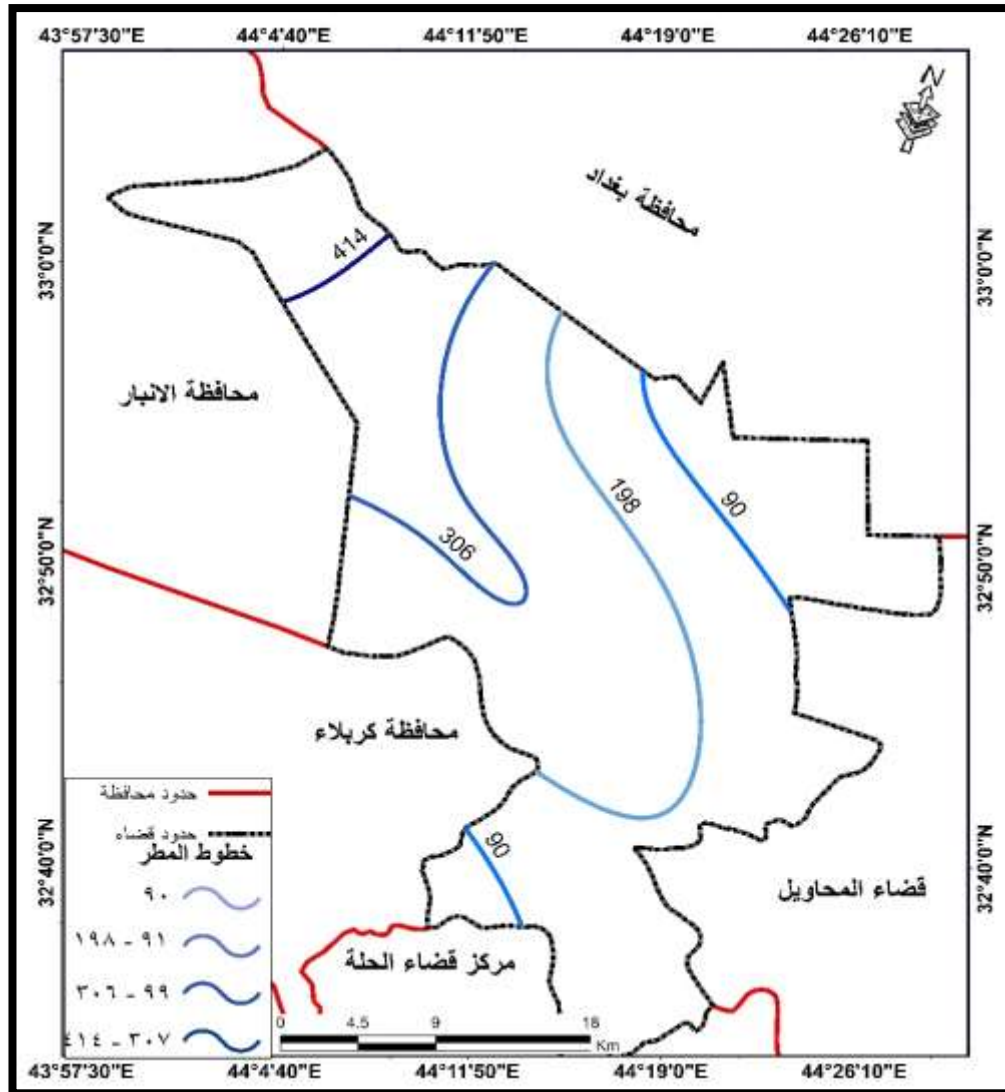 43°57'30"E 44°4'40"E 44°11'50"E 44°19'0"E 44°26'10"E
N
محافظة بغداد
33°0'0"N
33°0'0"N
414
محافظة الانبار
198
90
306
32°50'0"N
32°50'0"N
محافظة كربلاء
حدود محافظة
حدود قضاء
خطوط المطر
٩٠
٩١ - ١٩٨
٩٩ - ٣٠٦
٣٠٧ - ٤١٤
90
32°40'0"N
32°40'0"N
قضاء المحاويل
مركز قضاء الحلة
0 4.5 9 18
Km
43°57'30"E 44°4'40"E 44°11'50"E 44°19'0"E 44°26'10"E